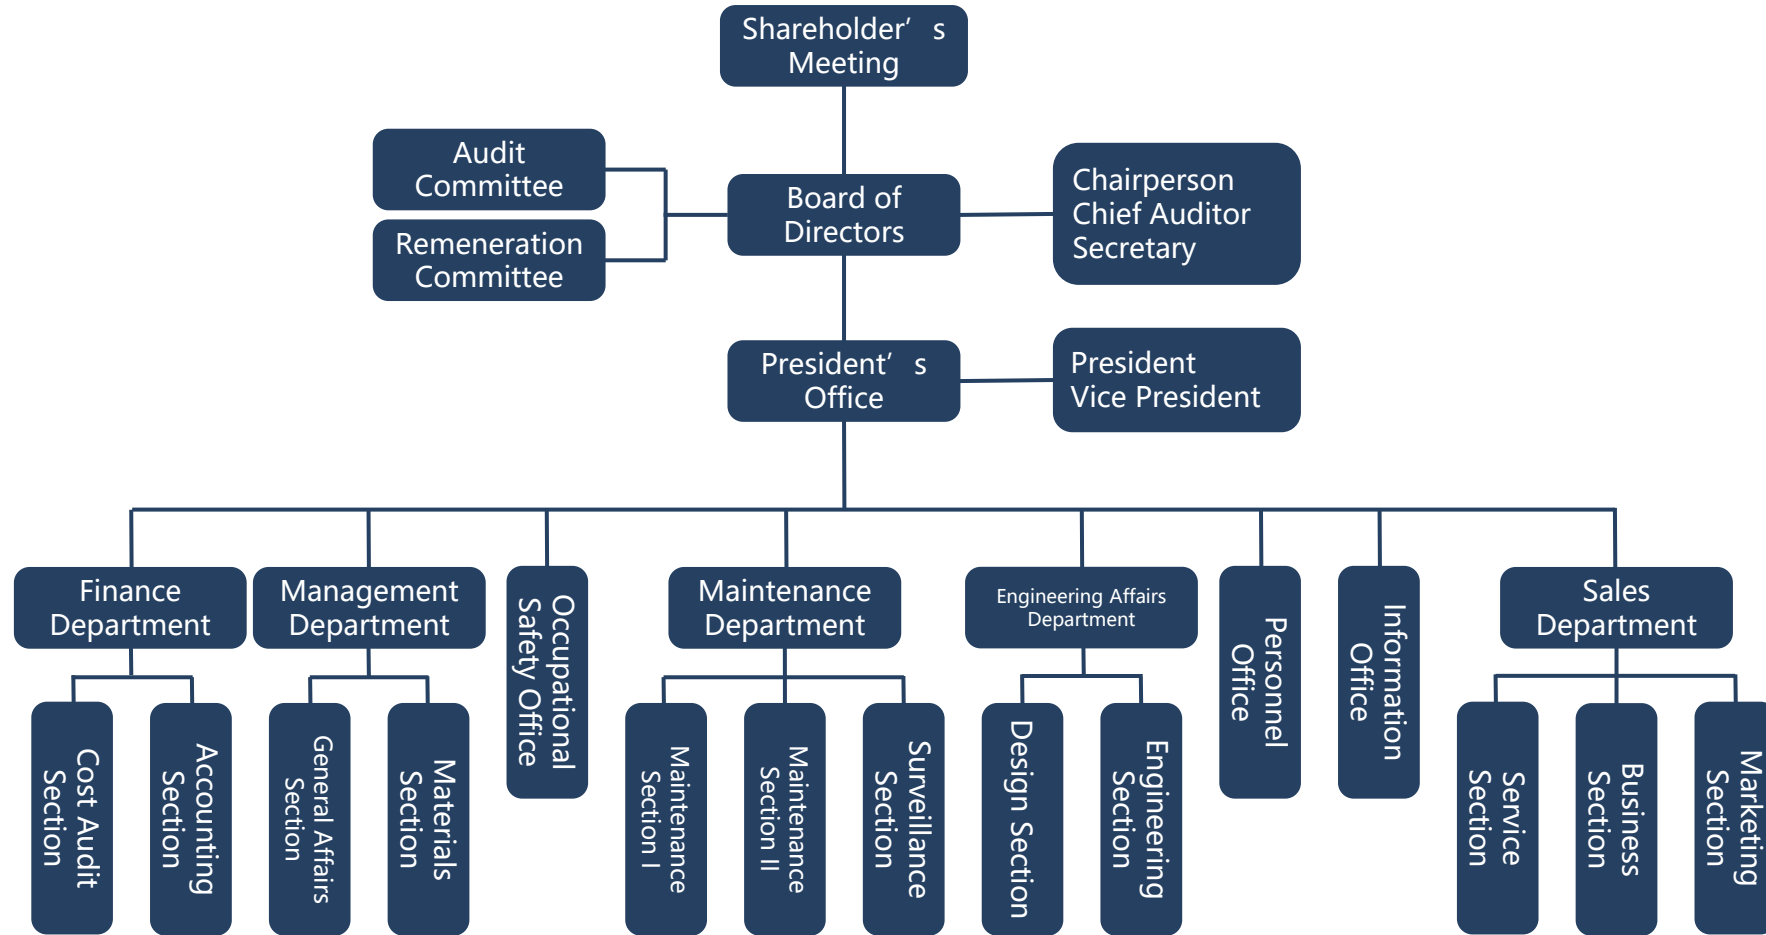 Shareholder’s
Meeting
Audit
Committee
Remeneration
Committee
Board of
Directors
Chairperson
Chief Auditor
Secretary
President’s
Office
President
Vice President
Finance
Department
Management
Department
Occupational
Safety Office
Maintenance
Department
Engineering Affairs
Department
Personnel
Office
Information
Office
Sales
Department
Cost Audit
Section
Accounting
Section
General Affairs
Section
Materials
Section
Maintenance
Section I
Maintenance
Section II
Surveillance
Section
Design Section
Engineering
Section
Service
Section
Business
Section
Marketing
Section